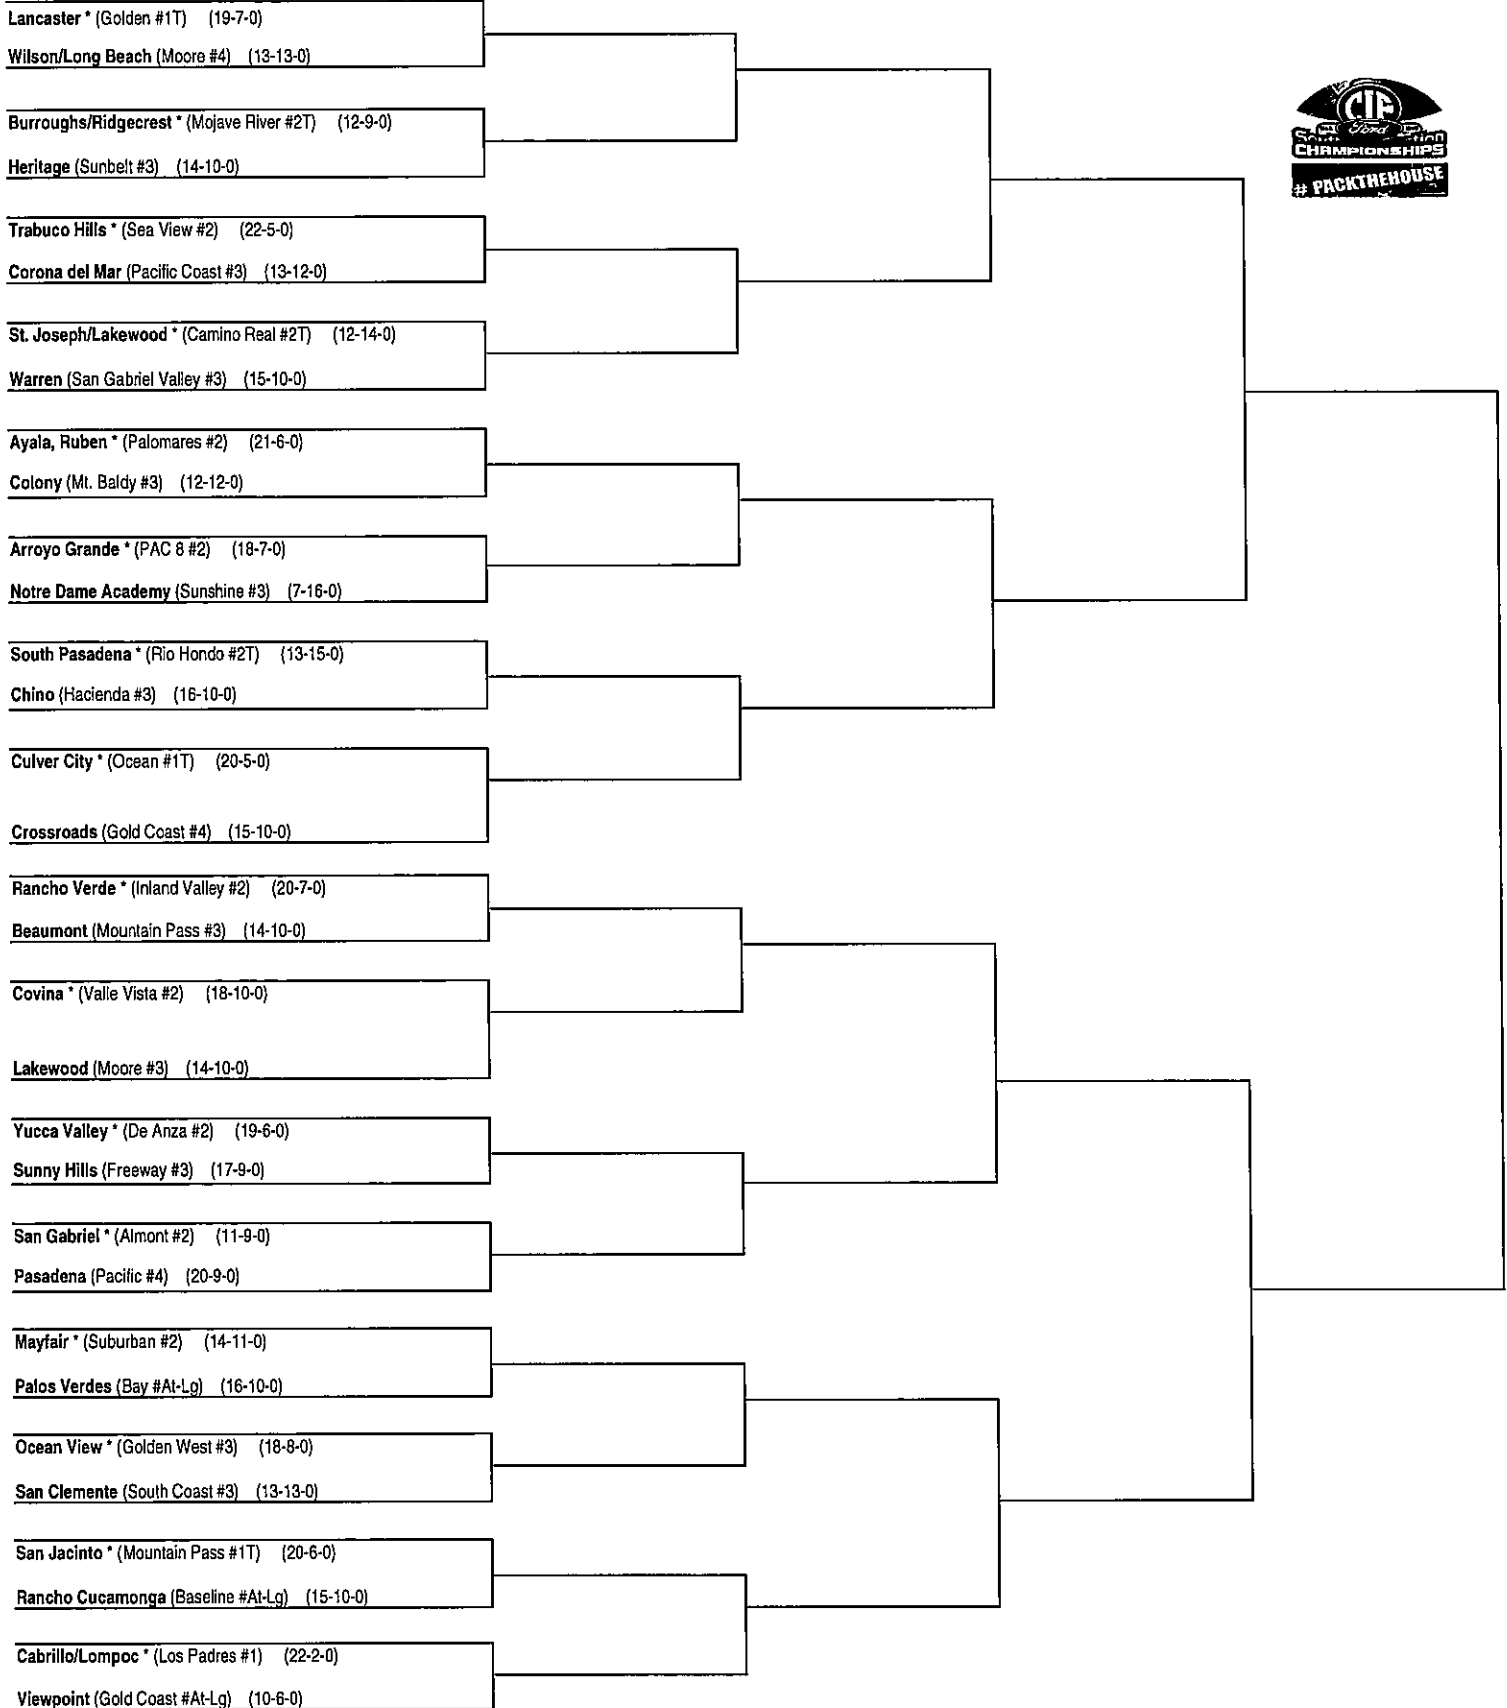 Lancaster * (Golden #1T) (19-7-0)
Wilson/Long Beach (Moore #4) (13-13-0)
Burroughs/Ridgecrest * (Mojave River #2T) (12-9-0)
Heritage (Sunbelt #3) (14-10-0)
Trabuco Hills * (Sea View #2) (22-5-0)
Corona del Mar (Pacific Coast #3) (13-12-0)
St. Joseph/Lakewood * (Camino Real #2T) (12-14-0)
Warren (San Gabriel Valley #3) (15-10-0)
Ayala, Ruben * (Palomares #2) (21-6-0)
Colony (Mt. Baldy #3) (12-12-0)
Arroyo Grande * (PAC 8 #2) (18-7-0)
Notre Dame Academy (Sunshine #3) (7-16-0)
South Pasadena * (Rio Hondo #2T) (13-15-0)
Chino (Hacienda #3) (16-10-0)
Culver City * (Ocean #1T) (20-5-0)
Crossroads (Gold Coast #4) (15-10-0)
Rancho Verde * (Inland Valley #2) (20-7-0)
Beaumont (Mountain Pass #3) (14-10-0)
Covina * (Valle Vista #2) (18-10-0)
Lakewood (Moore #3) (14-10-0)
Yucca Valley * (De Anza #2) (19-6-0)
Sunny Hills (Freeway #3) (17-9-0)
San Gabriel * (Almont #2) (11-9-0)
Pasadena (Pacific #4) (20-9-0)
Mayfair * (Suburban #2) (14-11-0)
Palos Verdes (Bay #At-Lg) (16-10-0)
Ocean View * (Golden West #3) (18-8-0)
San Clemente (South Coast #3) (13-13-0)
San Jacinto * (Mountain Pass #1T) (20-6-0)
Rancho Cucamonga (Baseline #At-Lg) (15-10-0)
Cabrillo/Lompoc * (Los Padres #1) (22-2-0)
Viewpoint (Gold Coast #At-Lg) (10-6-0)
CIF
Ford
CHAMPIONSHIPS
# PACKTHEHOUSE